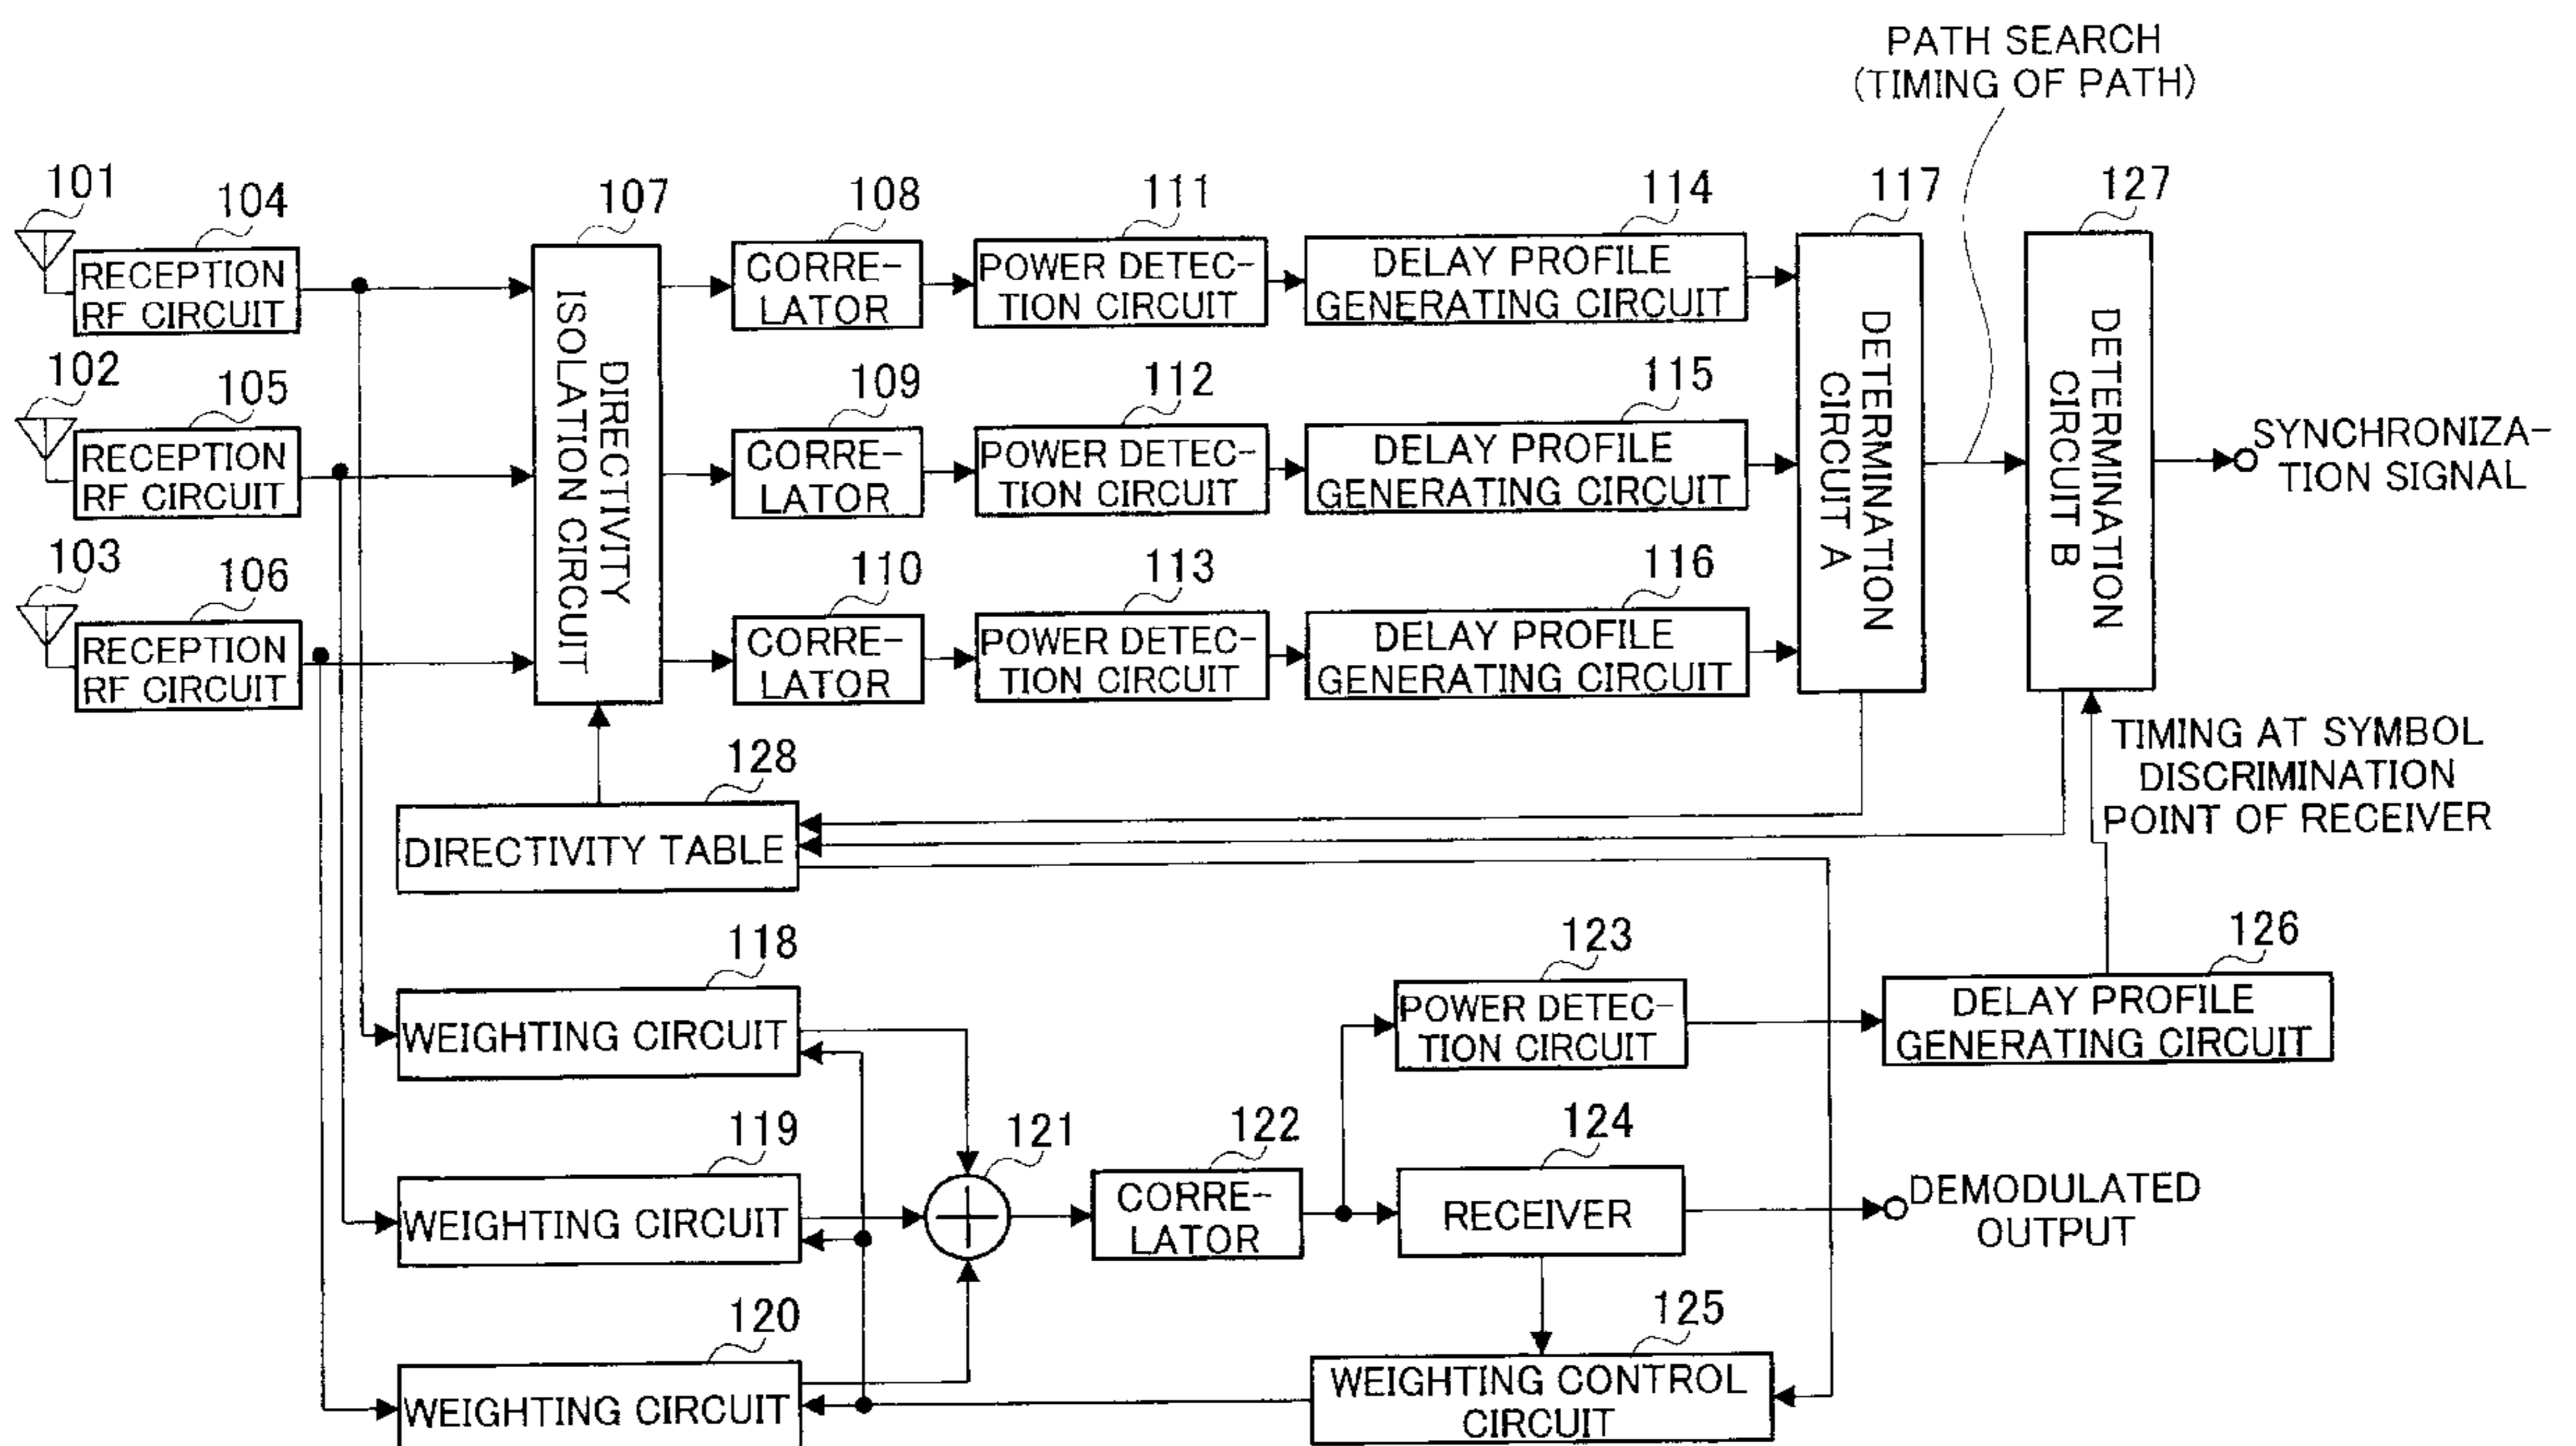 PATH SEARCH
(TIMING OF PATH)
101
104
107
108
111
114
117
127
RECEPTION
RF CIRCUIT
DIRECTIVITY
ISOLATION CIRCUIT
CORRE-
LATOR
POWER DETEC-
TION CIRCUIT
DELAY PROFILE
GENERATING CIRCUIT
DETERMINATION
CIRCUIT A
DETERMINATION
CIRCUIT B
102
105
109
112
115
RECEPTION
RF CIRCUIT
CORRE-
LATOR
POWER DETEC-
TION CIRCUIT
DELAY PROFILE
GENERATING CIRCUIT
SYNCHRONIZA-
TION SIGNAL
103
106
110
113
116
RECEPTION
RF CIRCUIT
CORRE-
LATOR
POWER DETEC-
TION CIRCUIT
DELAY PROFILE
GENERATING CIRCUIT
128
DIRECTIVITY TABLE
TIMING AT SYMBOL
DISCRIMINATION
POINT OF RECEIVER
118
WEIGHTING CIRCUIT
123
POWER DETEC-
TION CIRCUIT
126
DELAY PROFILE
GENERATING CIRCUIT
119
WEIGHTING CIRCUIT
121
122
CORRE-
LATOR
124
RECEIVER
DEMODULATED
OUTPUT
120
WEIGHTING CIRCUIT
125
WEIGHTING CONTROL
CIRCUIT